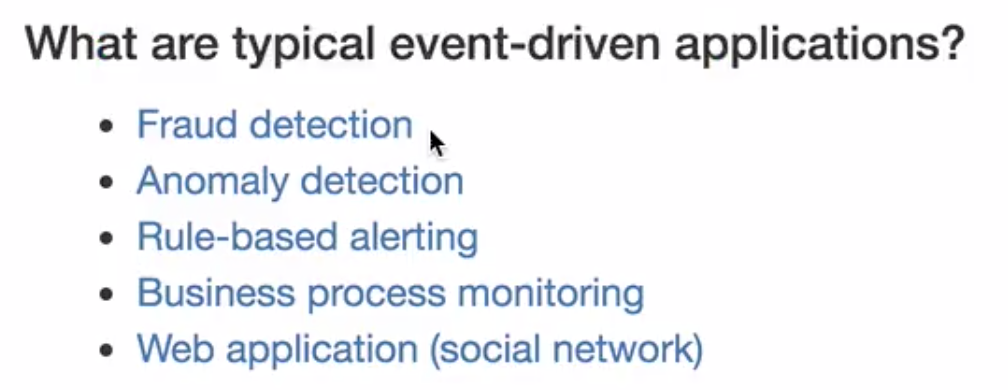 What are typical event-driven applications?
• Fraud detection
• Anomaly detection
• Rule-based alerting
• Business process monitoring
• Web application (social network)